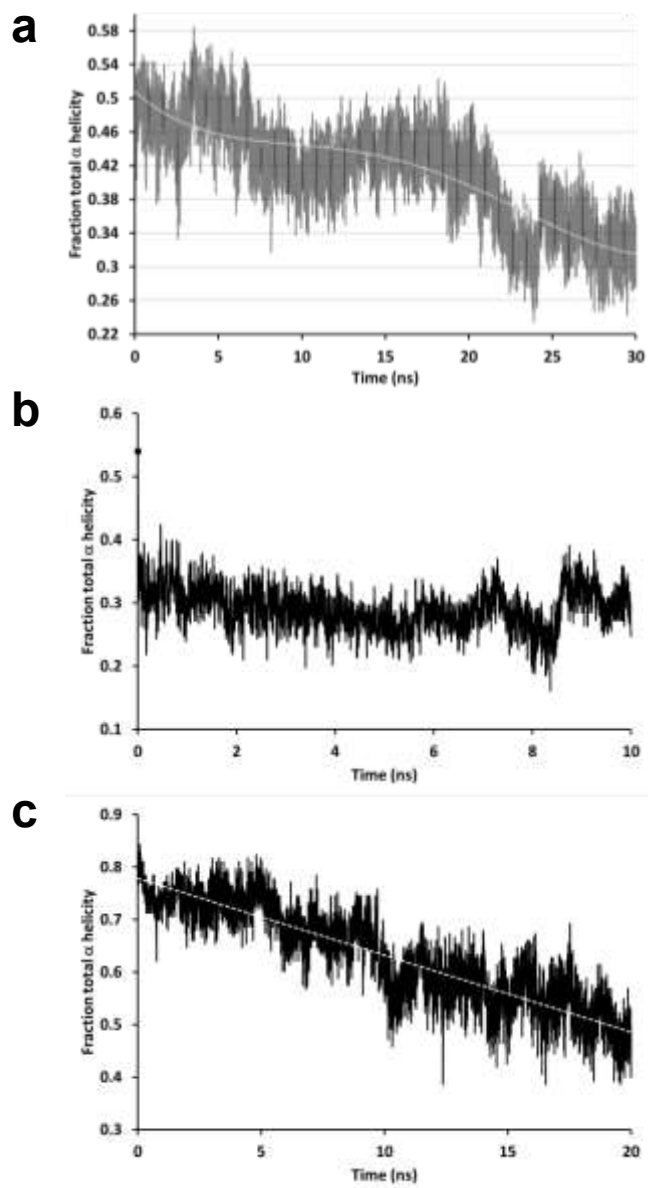 a
Fraction total α helicity
0.58
0.54
0.5
0.46
0.42
0.38
0.34
0.3
0.26
0.22
0 5 10 15 20 25 30
Time (ns)
b
Fraction total α helicity
0.6
0.5
0.4
0.3
0.2
0.1
0 2 4 6 8 10
Time (ns)
c
Fraction total α helicity
0.9
0.8
0.7
0.6
0.5
0.4
0.3
0 5 10 15 20
Time (ns)